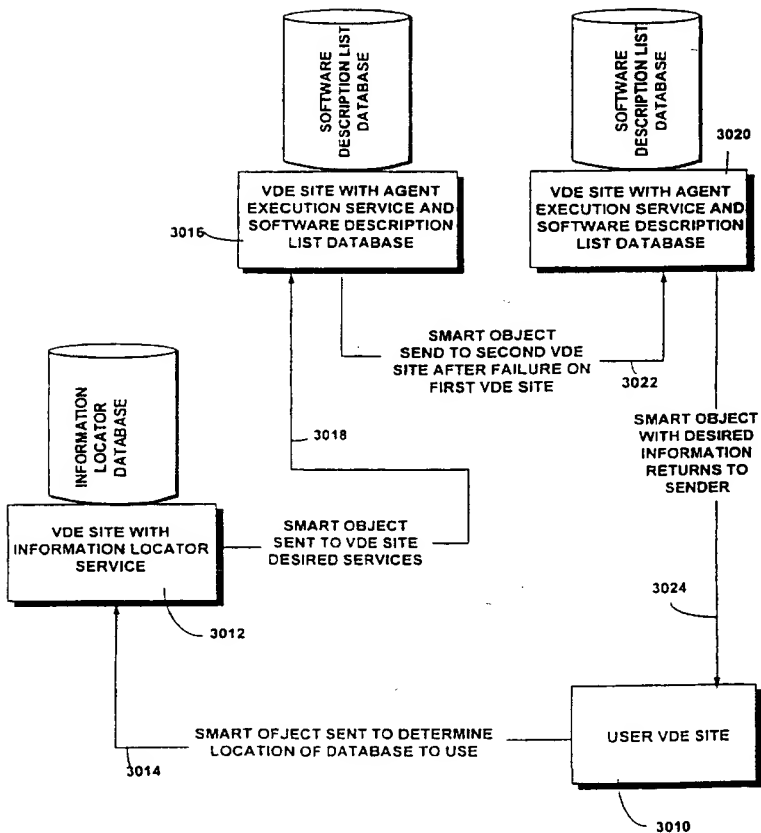 SOFTWARE
DESCRIPTION LIST
DATABASE
SOFTWARE
DESCRIPTION LIST
DATABASE
3020
VDE SITE WITH AGENT
EXECUTION SERVICE AND
SOFTWARE DESCRIPTION
LIST DATABASE
3016
VDE SITE WITH AGENT
EXECUTION SERVICE AND
SOFTWARE DESCRIPTION
LIST DATABASE
SMART OBJECT
SEND TO SECOND VDE
SITE AFTER FAILURE ON
FIRST VDE SITE
3022
INFORMATION
LOCATOR
DATABASE
3018
SMART OBJECT
WITH DESIRED
INFORMATION
RETURNS TO
SENDER
VDE SITE WITH
INFORMATION LOCATOR
SERVICE
SMART OBJECT
SENT TO VDE SITE
DESIRED SERVICES
3012
3024
SMART OFJECT SENT TO DETERMINE
LOCATION OF DATABASE TO USE
3014
USER VDE SITE
3010